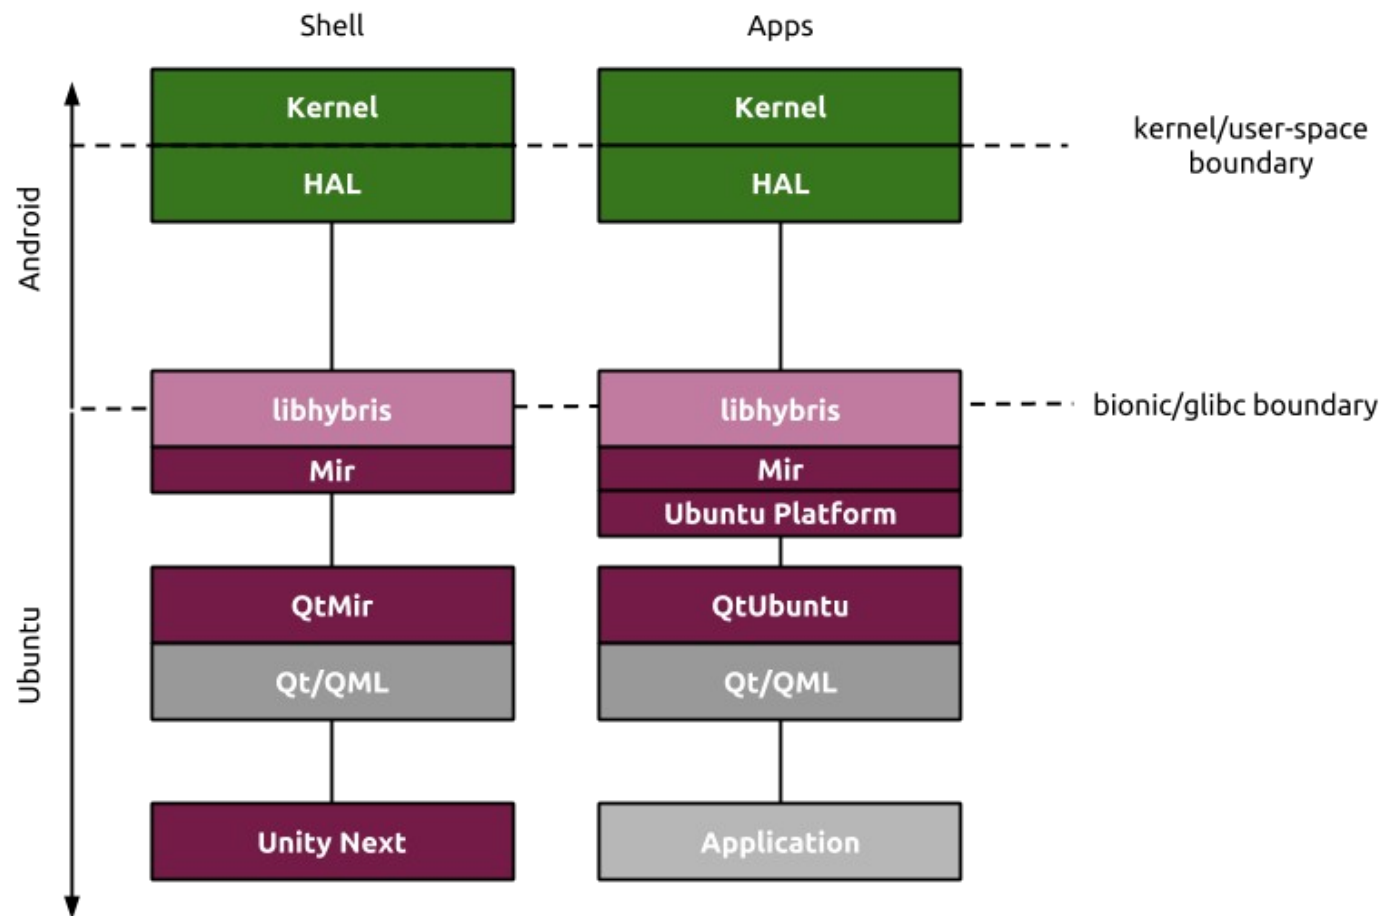 Shell
Apps
Kernel
Kernel
kernel/user-space
boundary
HAL
HAL
Android
libhybris
libhybris
bionic/glibc boundary
Mir
Mir
Ubuntu Platform
Ubuntu
QtMir
QtUbuntu
Qt/QML
Qt/QML
Unity Next
Application